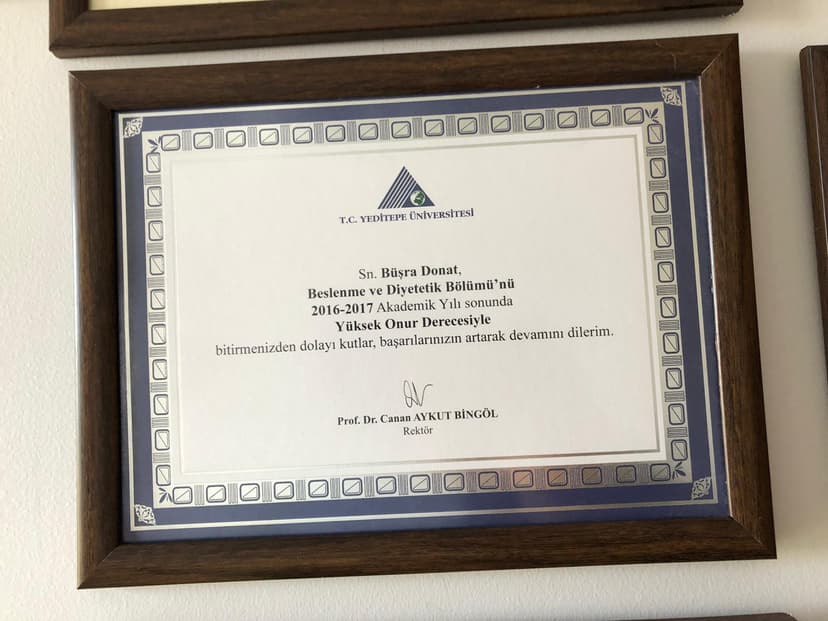 T.C. YEDİTEPE ÜNİVERSİTESİ
Sn. Büşra Donat,
Beslenme ve Diyetetik Bölümü’nü
2016-2017 Akademik Yılı sonunda
Yüksek Onur Derecesiyle
bitirmenizden dolayı kutlar, başarılarınızın artarak devamını dilerim.
Prof. Dr. Canan AYKUT BİNGÖL
Rektör